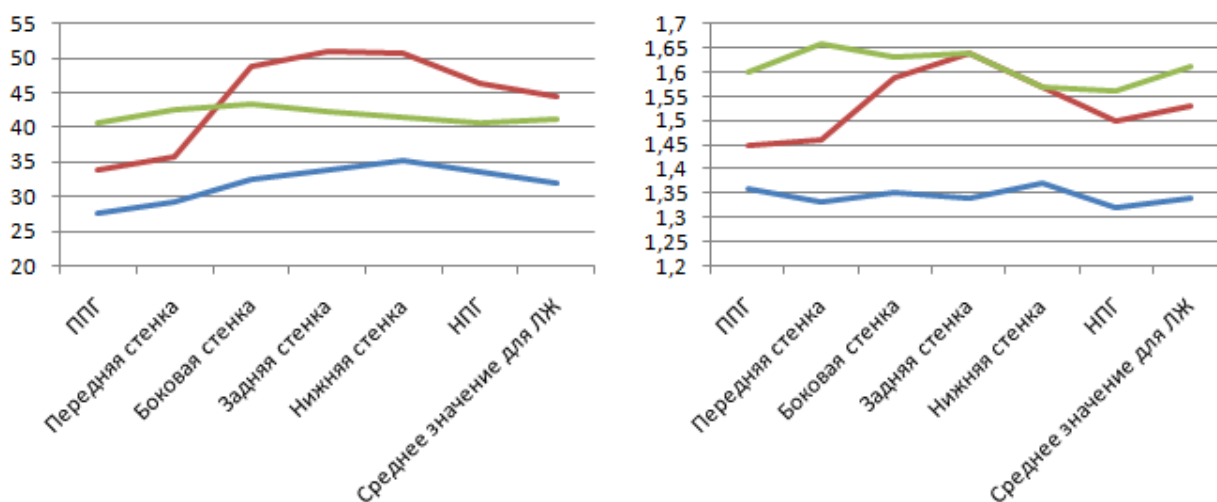 55
50
45
40
35
30
25
20
ППГ
Передняя стенка
Боковая стенка
Задняя стенка
Нижняя стенка
НПГ
Среднее значение для ЛЖ
1,7
1,65
1,6
1,55
1,5
1,45
1,4
1,35
1,3
1,25
1,2
ППГ
Передняя стенка
Боковая стенка
Задняя стенка
Нижняя стенка
НПГ
Среднее значение для ЛЖ